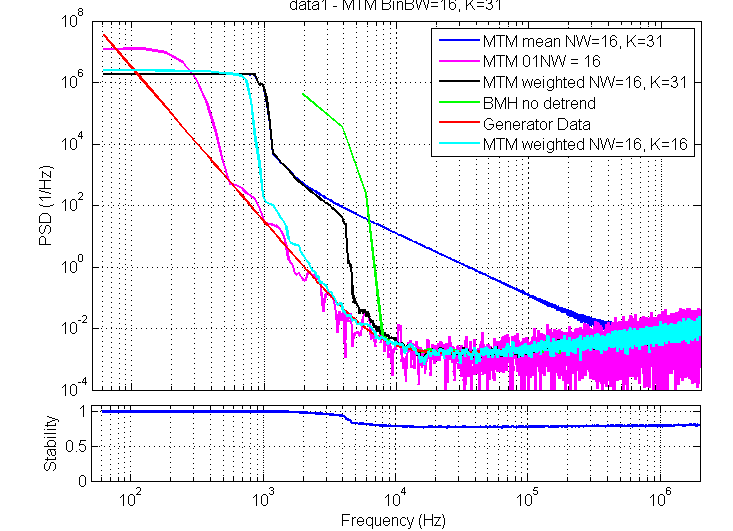 data1 - MTM BinBW=16, K=31
10^8
10^6
10^4
10^2
10^0
10^-2
10^-4
PSD (1/Hz)
MTM mean NW=16, K=31
MTM 01NW = 16
MTM weighted NW=16, K=31
BMH no detrend
Generator Data
MTM weighted NW=16, K=16
1
0.5
0
Stability
10^2
10^3
10^4
10^5
10^6
Frequency (Hz)